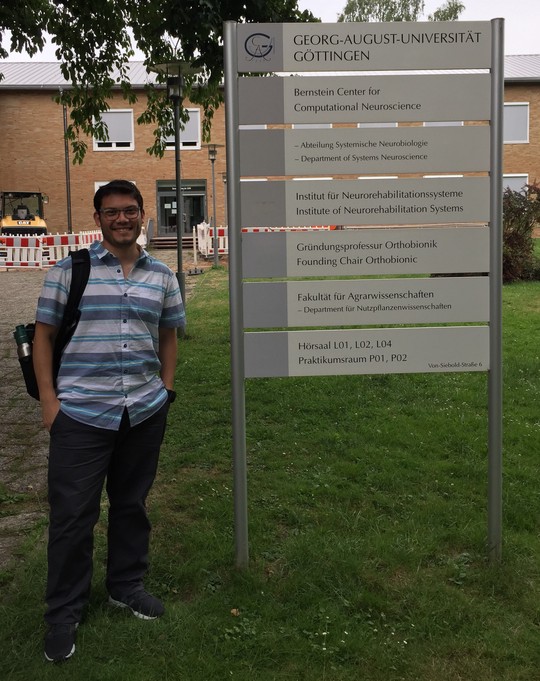 GEORG-AUGUST-UNIVERSITÄT
GÖTTINGEN
Bernstein Center for
Computational Neuroscience
– Abteilung Systemische Neurobiologie
– Department of Systems Neuroscience
Institut für Neurorehabilitationssysteme
Institute of Neurorehabilitation Systems
Gründungsprofessur Orthobionik
Founding Chair Orthobionic
Fakultät für Agrarwissenschaften
– Department für Nutzpflanzenwissenschaften
Hörsaal L01, L02, L04
Praktikumsraum P01, P02
Von-Siebold-Straße 6